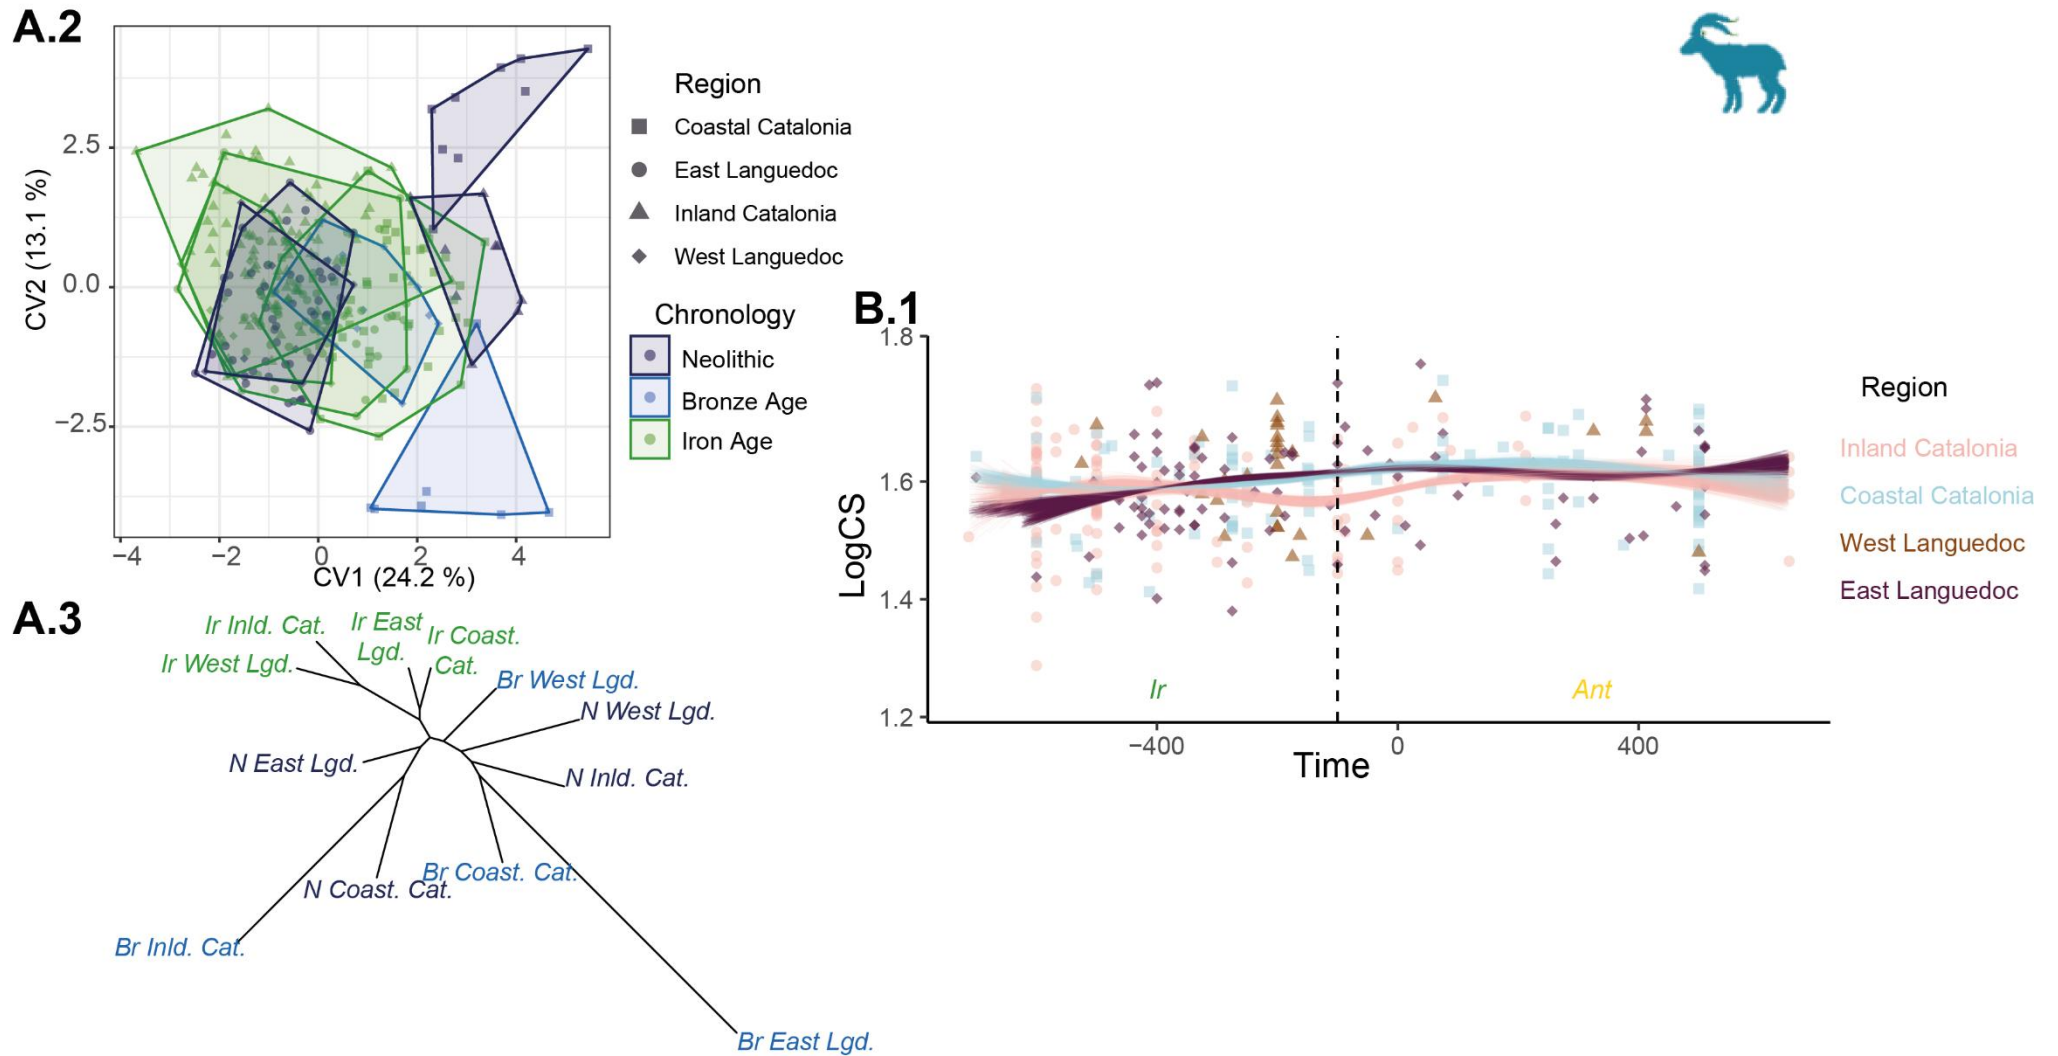 A.2
2.5
0.0
−2.5
CV2 (13.1 %)
−4
−2
0
2
4
CV1 (24.2 %)
Region
Coastal Catalonia
East Languedoc
Inland Catalonia
West Languedoc
Chronology
Neolithic
Bronze Age
Iron Age
A.3
Ir Inld. Cat.
Ir West Lgd.
Ir East
Lgd.
Ir Coast.
Cat.
Br West Lgd.
N West Lgd.
N East Lgd.
N Inld. Cat.
Br Coast. Cat.
N Coast. Cat.
Br Inld. Cat.
Br East Lgd.
B.1
1.8
1.6
1.4
1.2
LogCS
Ir
Ant
−400
0
400
Time
Region
Inland Catalonia
Coastal Catalonia
West Languedoc
East Languedoc